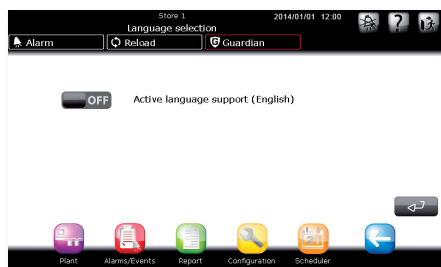 Store 1
2014/01/01 12:00
Language selection
Alarm
Reload
Guardian
OFF
Active language support (English)
Plant
Alarms/Events
Report
Configuration
Scheduler